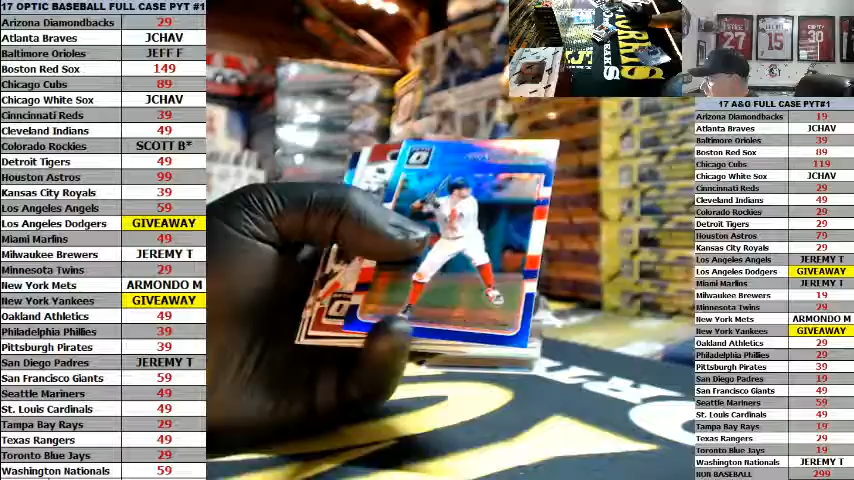 17 OPTIC BASEBALL FULL CASE PYT #1
Arizona Diamondbacks 29
Atlanta Braves JCHAV
Baltimore Orioles JEFF F
Boston Red Sox 149
Chicago Cubs 89
Chicago White Sox JCHAV
Cinncinati Reds 39
Cleveland Indians 49
Colorado Rockies SCOTT B*
Detroit Tigers 49
Houston Astros 99
Kansas City Royals 39
Los Angeles Angels 59
Los Angeles Dodgers GIVEAWAY
Miami Marlins 49
Milwaukee Brewers JEREMY T
Minnesota Twins 29
New York Mets ARMONDO M
New York Yankees GIVEAWAY
Oakland Athletics 49
Philadelphia Phillies 39
Pittsburgh Pirates 39
San Diego Padres JEREMY T
San Francisco Giants 59
Seattle Mariners 49
St. Louis Cardinals 49
Tampa Bay Rays 29
Texas Rangers 49
Toronto Blue Jays 29
Washington Nationals 59
27
15
30
17 A&G FULL CASE PYT#1
Arizona Diamondbacks 19
Atlanta Braves JCHAV
Baltimore Orioles 39
Boston Red Sox 89
Chicago Cubs 119
Chicago White Sox JCHAV
Cinncinati Reds 29
Cleveland Indians 49
Colorado Rockies 29
Detroit Tigers 29
Houston Astros 79
Kansas City Royals 29
Los Angeles Angels JEREMY T
Los Angeles Dodgers GIVEAWAY
Miami Marlins JEREMY T
Milwaukee Brewers 19
Minnesota Twins 29
New York Mets ARMONDO M
New York Yankees GIVEAWAY
Oakland Athletics 29
Philadelphia Phillies 29
Pittsburgh Pirates 39
San Diego Padres 19
San Francisco Giants 49
Seattle Mariners 59
St. Louis Cardinals 49
Tampa Bay Rays 19
Texas Rangers 29
Toronto Blue Jays 19
Washington Nationals JEREMY T
NON BASEBALL 299